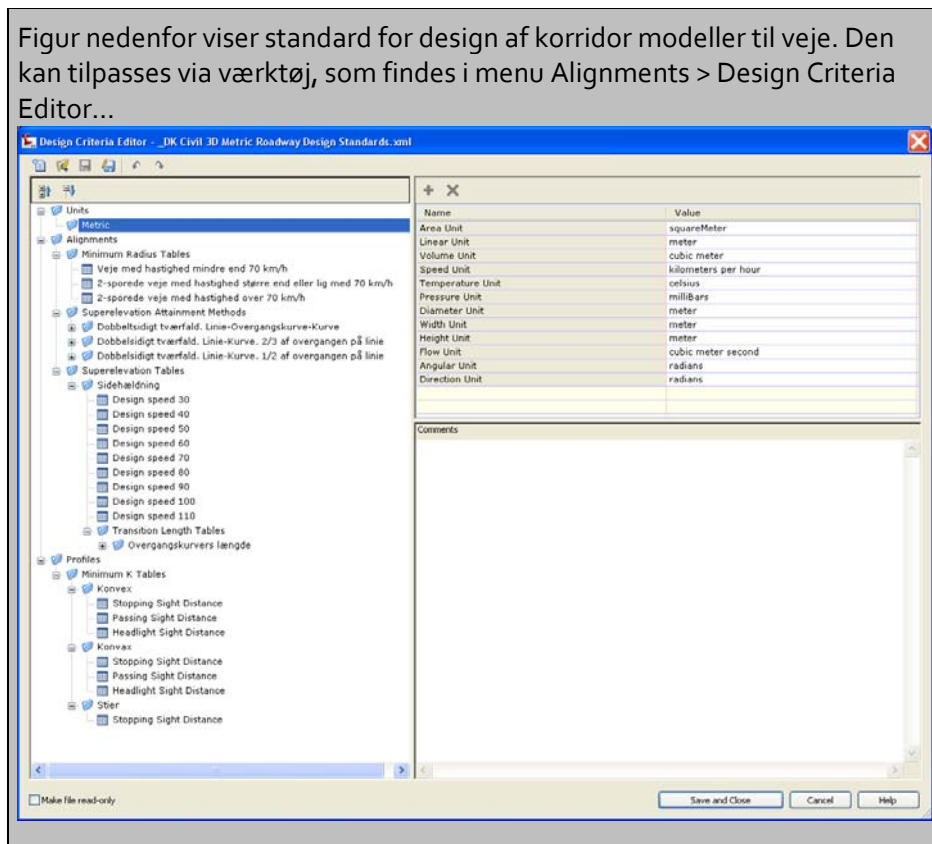 Figur nedenfor viser standard for design af korridor modeller til veje. Den
kan tilpasses via værktøj, som findes i menu Alignments > Design Criteria
Editor...
Design Criteria Editor - _DK Civil 3D Metric Roadway Design Standards.xml
Units
Metric
Alignments
Minimum Radius Tables
Veje med hastighed mindre end 70 km/h
2-sporede veje med hastighed større end eller lig med 70 km/h
2-sporede veje med hastighed over 70 km/h
Superelevation Attainment Methods
Dobbeltsidigt tværfald. Linie-Overgangskurve-Kurve
Dobbelsidigt tværfald. Linie-Kurve. 2/3 af overgangen på linie
Dobbelsidigt tværfald. Linie-Kurve. 1/2 af overgangen på linie
Superelevation Tables
Sidehældning
Design speed 30
Design speed 40
Design speed 50
Design speed 60
Design speed 70
Design speed 80
Design speed 90
Design speed 100
Design speed 110
Transition Length Tables
Overgangskurvers længde
Profiles
Minimum K Tables
Konvex
Stopping Sight Distance
Passing Sight Distance
Headlight Sight Distance
Konvax
Stopping Sight Distance
Passing Sight Distance
Headlight Sight Distance
Stier
Stopping Sight Distance
Name Value
Area Unit squareMeter
Linear Unit meter
Volume Unit cubic meter
Speed Unit kilometers per hour
Temperature Unit celsius
Pressure Unit milliBars
Diameter Unit meter
Width Unit meter
Height Unit meter
Flow Unit cubic meter second
Angular Unit radians
Direction Unit radians
Comments
Make file read-only
Save and Close Cancel Help